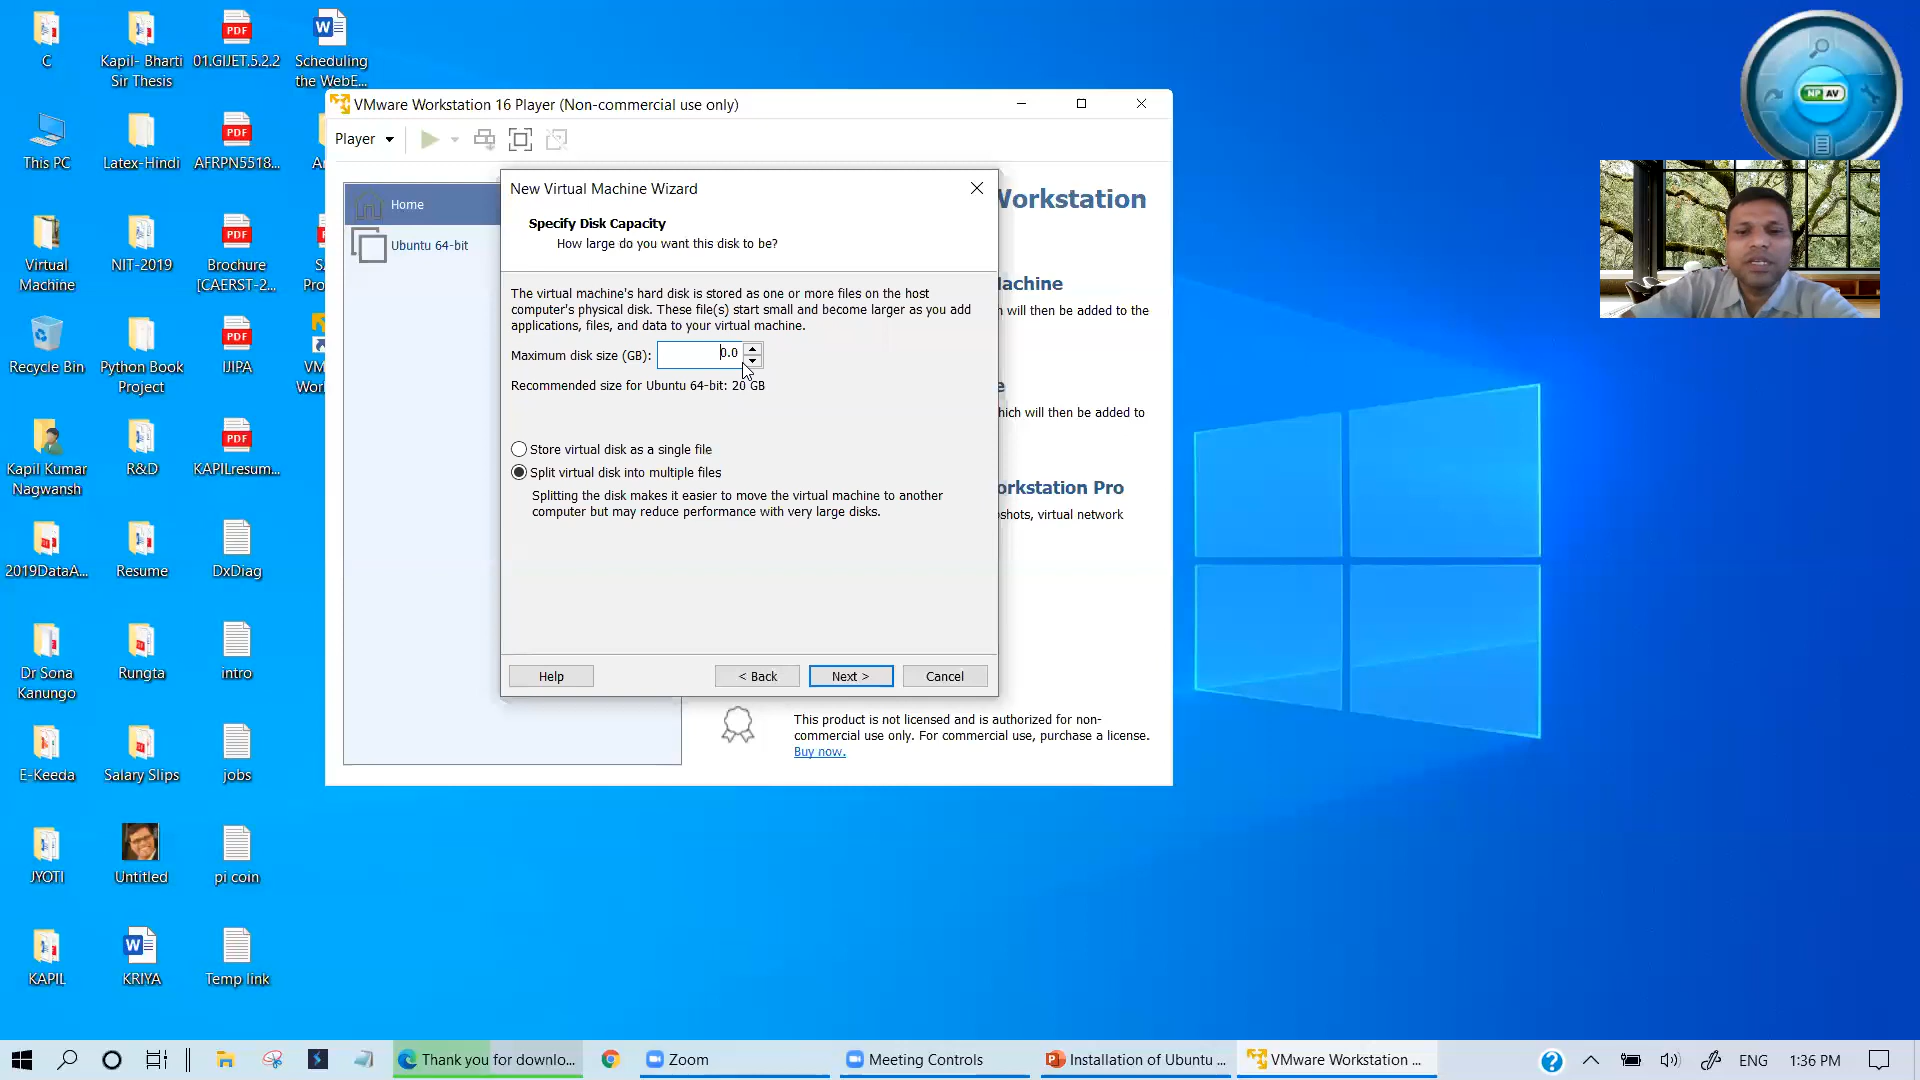 C
Kapil- Bharti
Sir Thesis
01.GIJET.5.2.2
Scheduling
the WebE...
This PC
Latex-Hindi
AFRPN5518...
Virtual
Machine
NIT-2019
Brochure
[CAERST-2...
Recycle Bin
Python Book
Project
IJIPA
Kapil Kumar
Nagwansh
R&D
KAPILresum...
2019DataA...
Resume
DxDiag
Dr Sona
Kanungo
Rungta
intro
E-Keeda
Salary Slips
jobs
JYOTI
Untitled
pi coin
KAPIL
KRIYA
Temp link
VMware Workstation 16 Player (Non-commercial use only)
Player
Home
Ubuntu 64-bit
New Virtual Machine Wizard
Specify Disk Capacity
How large do you want this disk to be?
The virtual machine's hard disk is stored as one or more files on the host
computer's physical disk. These file(s) start small and become larger as you add
applications, files, and data to your virtual machine.
Maximum disk size (GB): 0.0
Recommended size for Ubuntu 64-bit: 20 GB
Store virtual disk as a single file
Split virtual disk into multiple files
Splitting the disk makes it easier to move the virtual machine to another
computer but may reduce performance with very large disks.
Help
< Back
Next >
Cancel
Workstation
will then be added to the
will then be added to
Workstation Pro
virtual network
This product is not licensed and is authorized for non-
commercial use only. For commercial use, purchase a license.
Buy now.
NP AV
Thank you for downlo...
Zoom
Meeting Controls
Installation of Ubuntu ...
VMware Workstation ...
ENG
1:36 PM